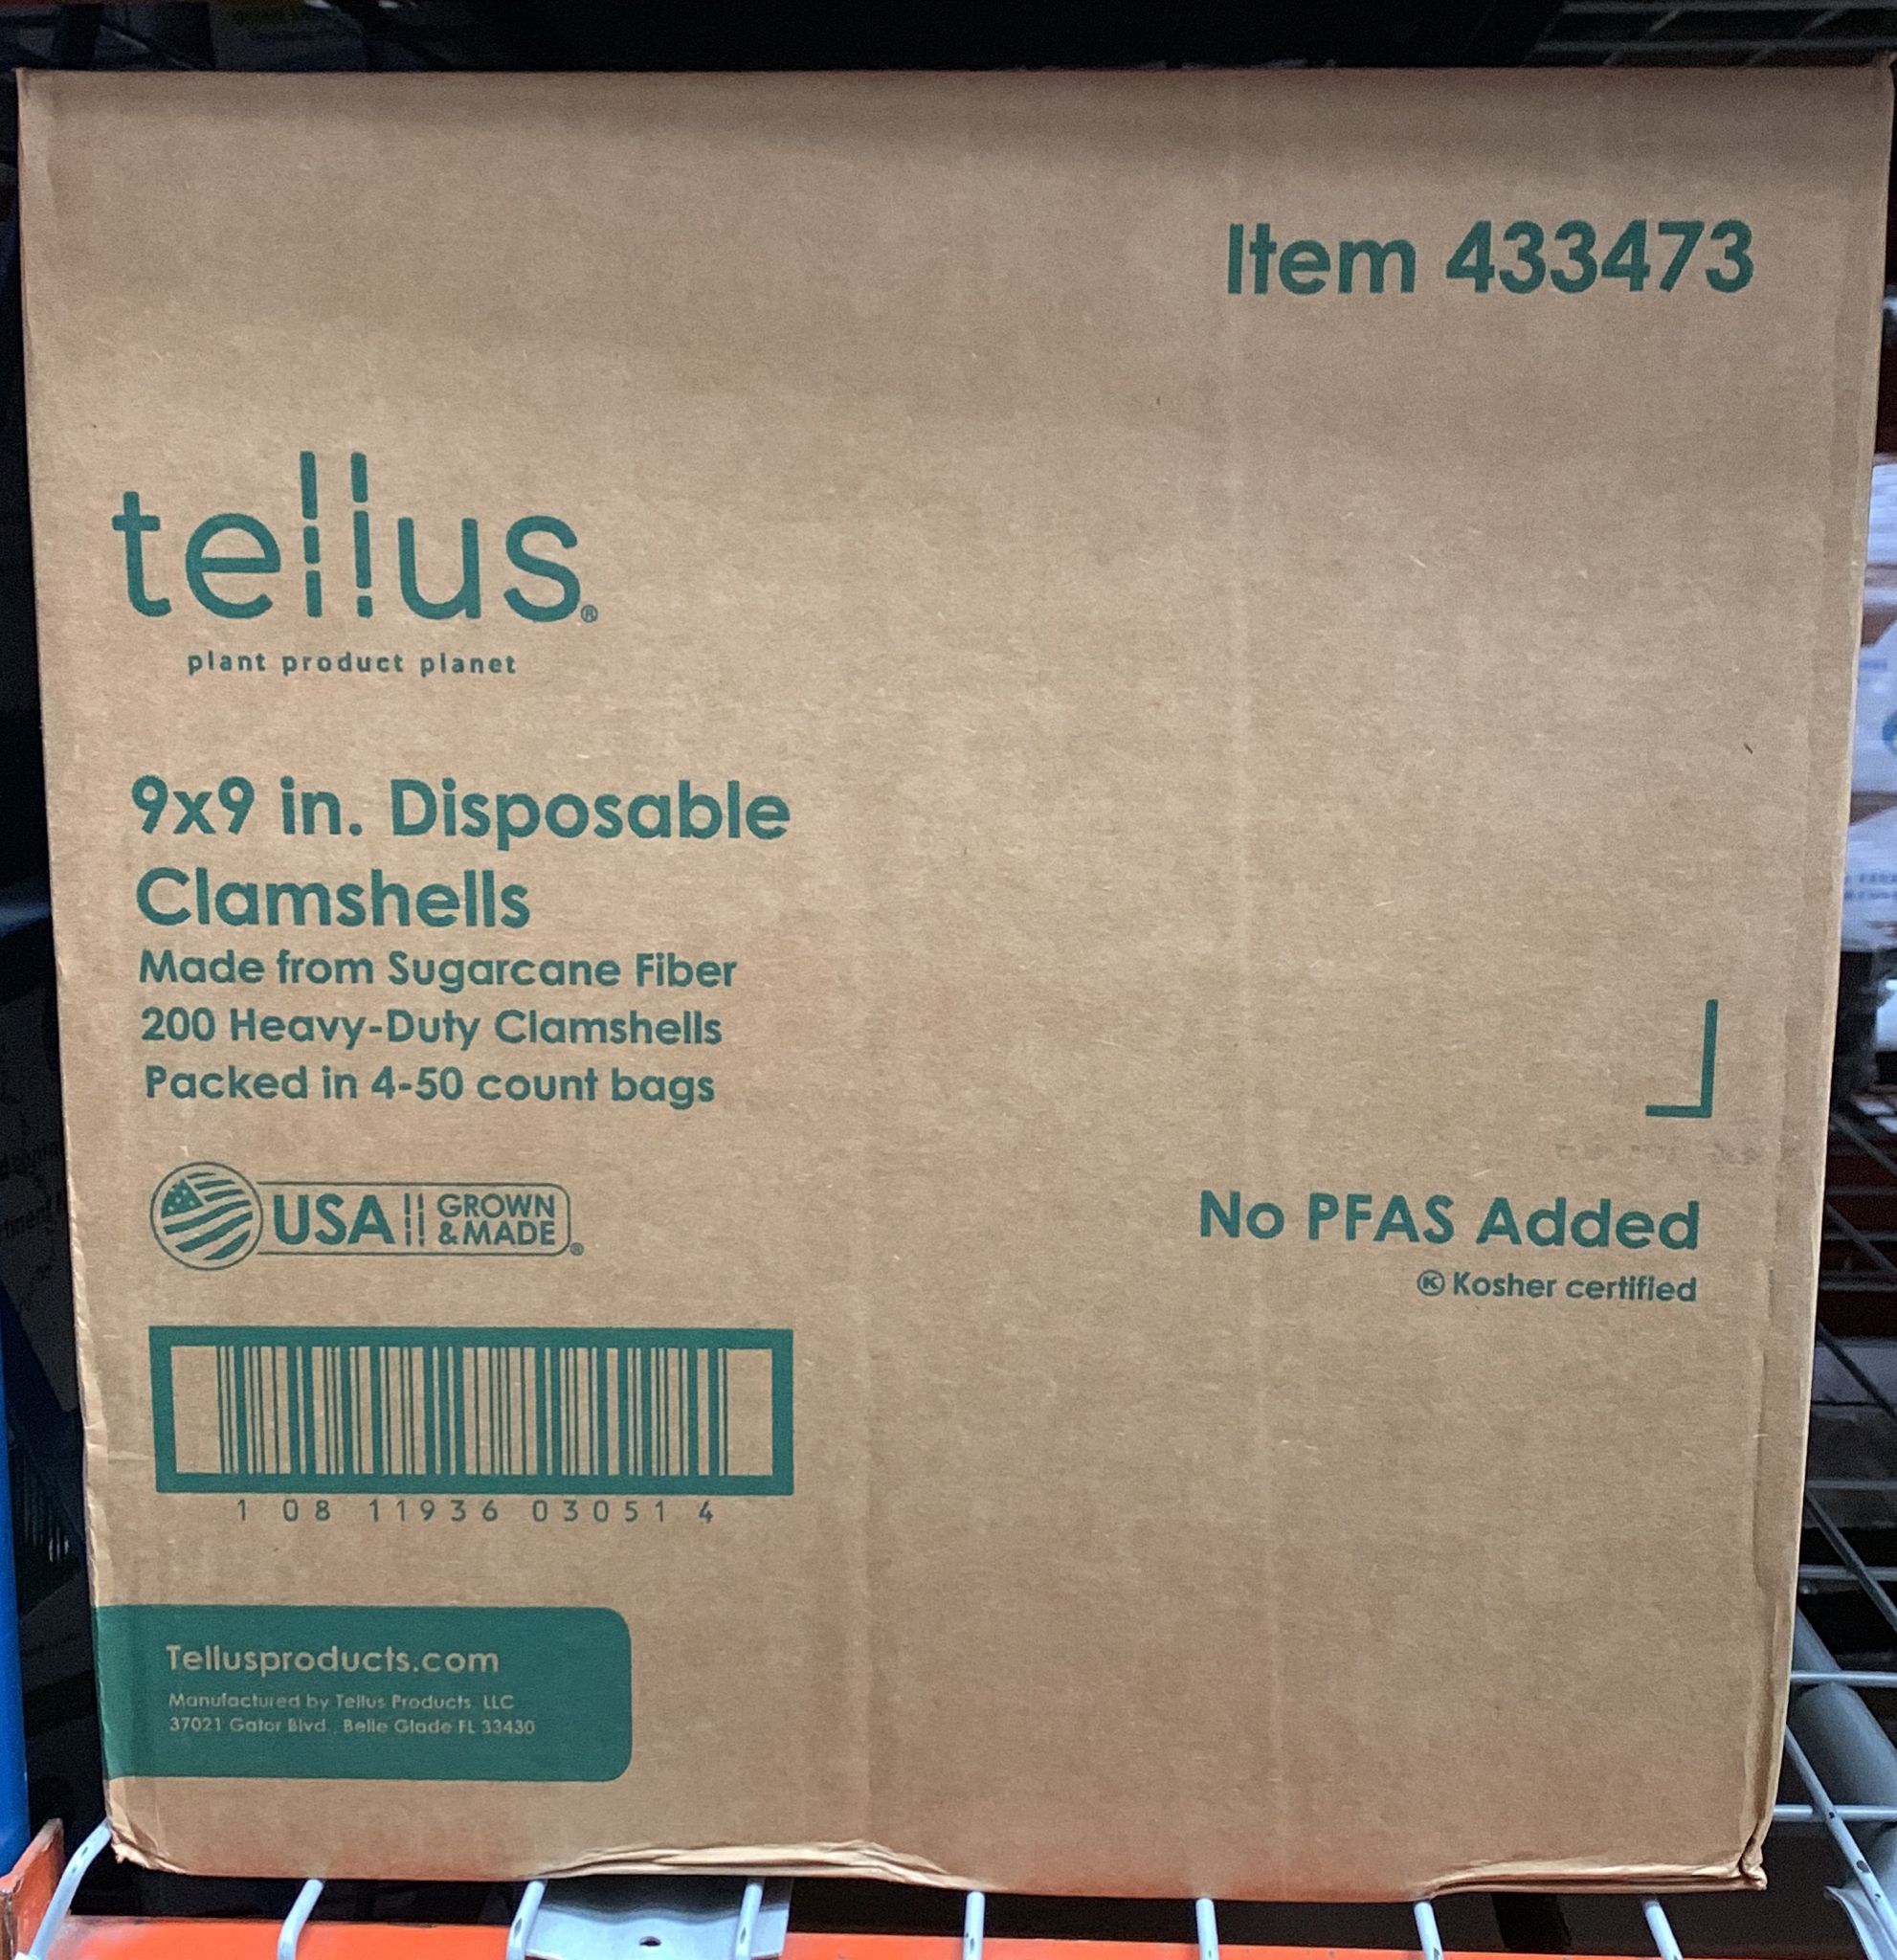 Item 433473
tellus®
plant product planet
9x9 in. Disposable
Clamshells
Made from Sugarcane Fiber
200 Heavy-Duty Clamshells
Packed in 4-50 count bags
USA GROWN
&MADE®
No PFAS Added
Ⓚ Kosher certified
1 08 11936 03051 4
Tellusproducts.com
Manufactured by Tellus Products, LLC
37021 Gator Blvd., Belle Glade FL 33430